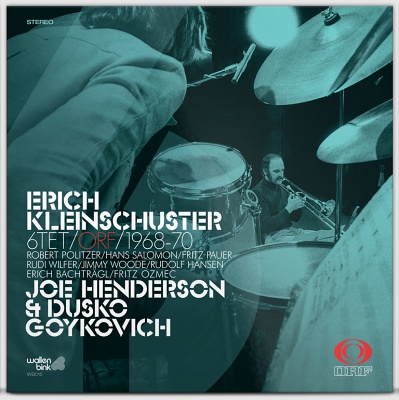 STEREO
ERICH
KLEINSCHUSTER
6TET/ORF/1968-70
ROBERT POLITZER/HANS SALOMON/FRITZ PAUER
RUDI WILFER/JIMMY WOODE/RUDOLF HANSEN
ERICH BACHTRÄGL/FRITZ OZMEC
JOE HENDERSON
& DUSKO
GOYKOVICH
wallen
bink
ORF